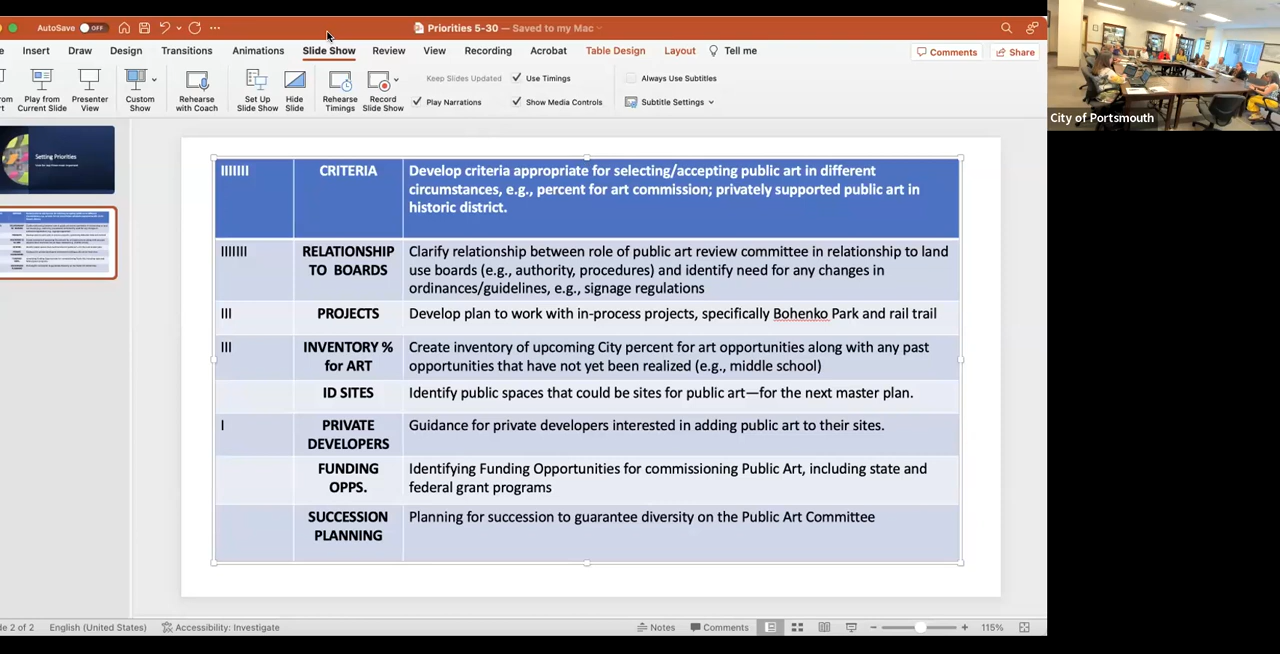 AutoSave OFF
Priorities 5-30 — Saved to my Mac
Insert Draw Design Transitions Animations Slide Show Review View Recording Acrobat Table Design Layout Tell me
Comments Share
Play from Current Slide
Presenter View
Custom Show
Rehearse with Coach
Set Up Slide Show
Hide Slide
Rehearse Timings
Record Slide Show
Keep Slides Updated
Play Narrations
Use Timings
Show Media Controls
Always Use Subtitles
Subtitle Settings
City of Portsmouth
Setting Priorities
IIIIIII CRITERIA Develop criteria appropriate for selecting/accepting public art in different
circumstances, e.g., percent for art commission; privately supported public art in
historic district.
IIIIIII RELATIONSHIP TO BOARDS Clarify relationship between role of public art review committee in relationship to land
use boards (e.g., authority, procedures) and identify need for any changes in
ordinances/guidelines, e.g., signage regulations
III PROJECTS Develop plan to work with in-process projects, specifically Bohenko Park and rail trail
III INVENTORY % for ART Create inventory of upcoming City percent for art opportunities along with any past
opportunities that have not yet been realized (e.g., middle school)
ID SITES Identify public spaces that could be sites for public art—for the next master plan.
I PRIVATE DEVELOPERS Guidance for private developers interested in adding public art to their sites.
FUNDING OPPS. Identifying Funding Opportunities for commissioning Public Art, including state and
federal grant programs
SUCCESSION PLANNING Planning for succession to guarantee diversity on the Public Art Committee
2 of 2 English (United States) Accessibility: Investigate Notes Comments 115%